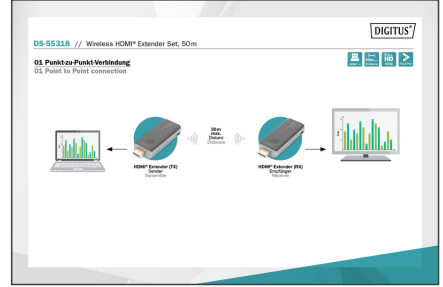 DIGITUS®
DS-55318 // Wireless HDMI® Extender Set, 50m
01 Punkt-zu-Punkt-Verbindung
01 Point to Point connection
50m
max.
Distanz
Distance
HDMI® Extender (TX)
Sender
Transmitter
HDMI® Extender (RX)
Empfänger
Receiver